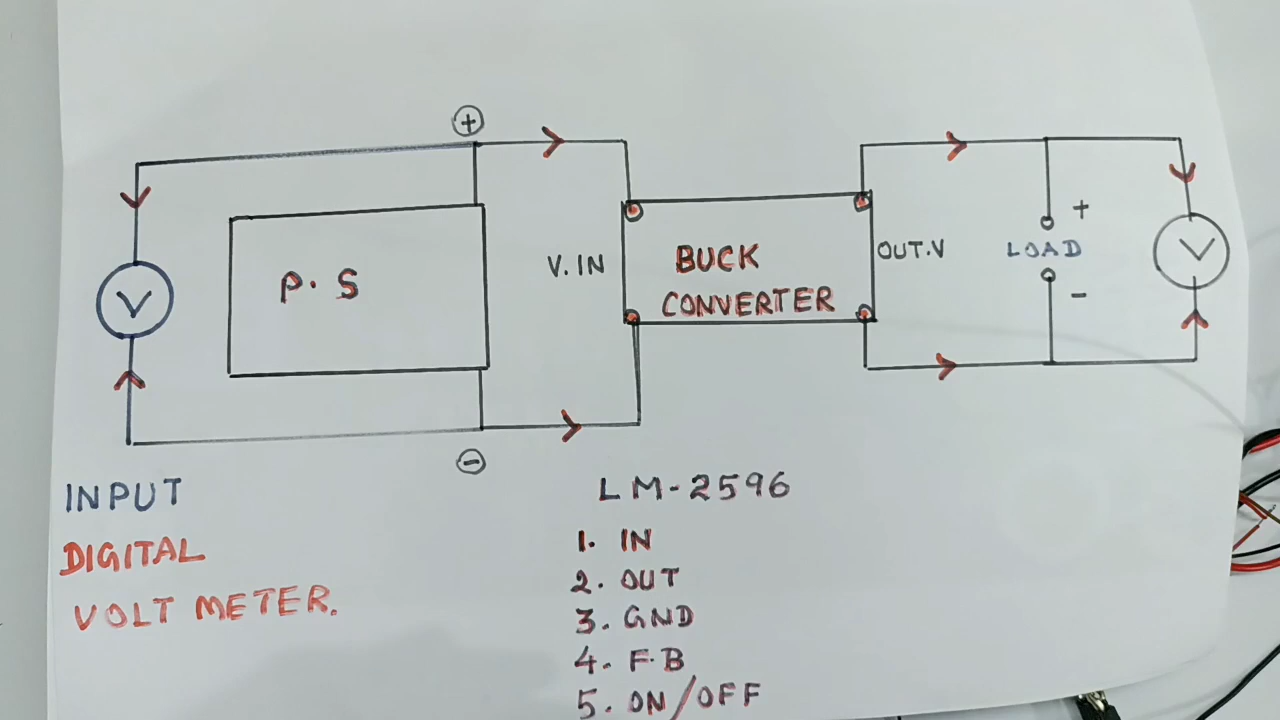 +
P. S
V
V. IN
BUCK
CONVERTER
OUT.V
+
LOAD
-
V
-
INPUT
DIGITAL
VOLT METER.
LM-2596
1. IN
2. OUT
3. GND
4. F.B
5. ON/OFF